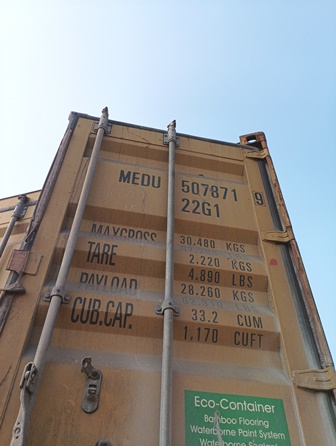 MEDU 507871 9
22G1
MAXGROSS 30.480 KGS
TARE 2.220 KGS
4.890 LBS
PAYLOAD 28.260 KGS
CUB.CAP. 33.2 CUM
1,170 CUFT
Eco-Container
Bamboo Flooring
Waterborne Paint System